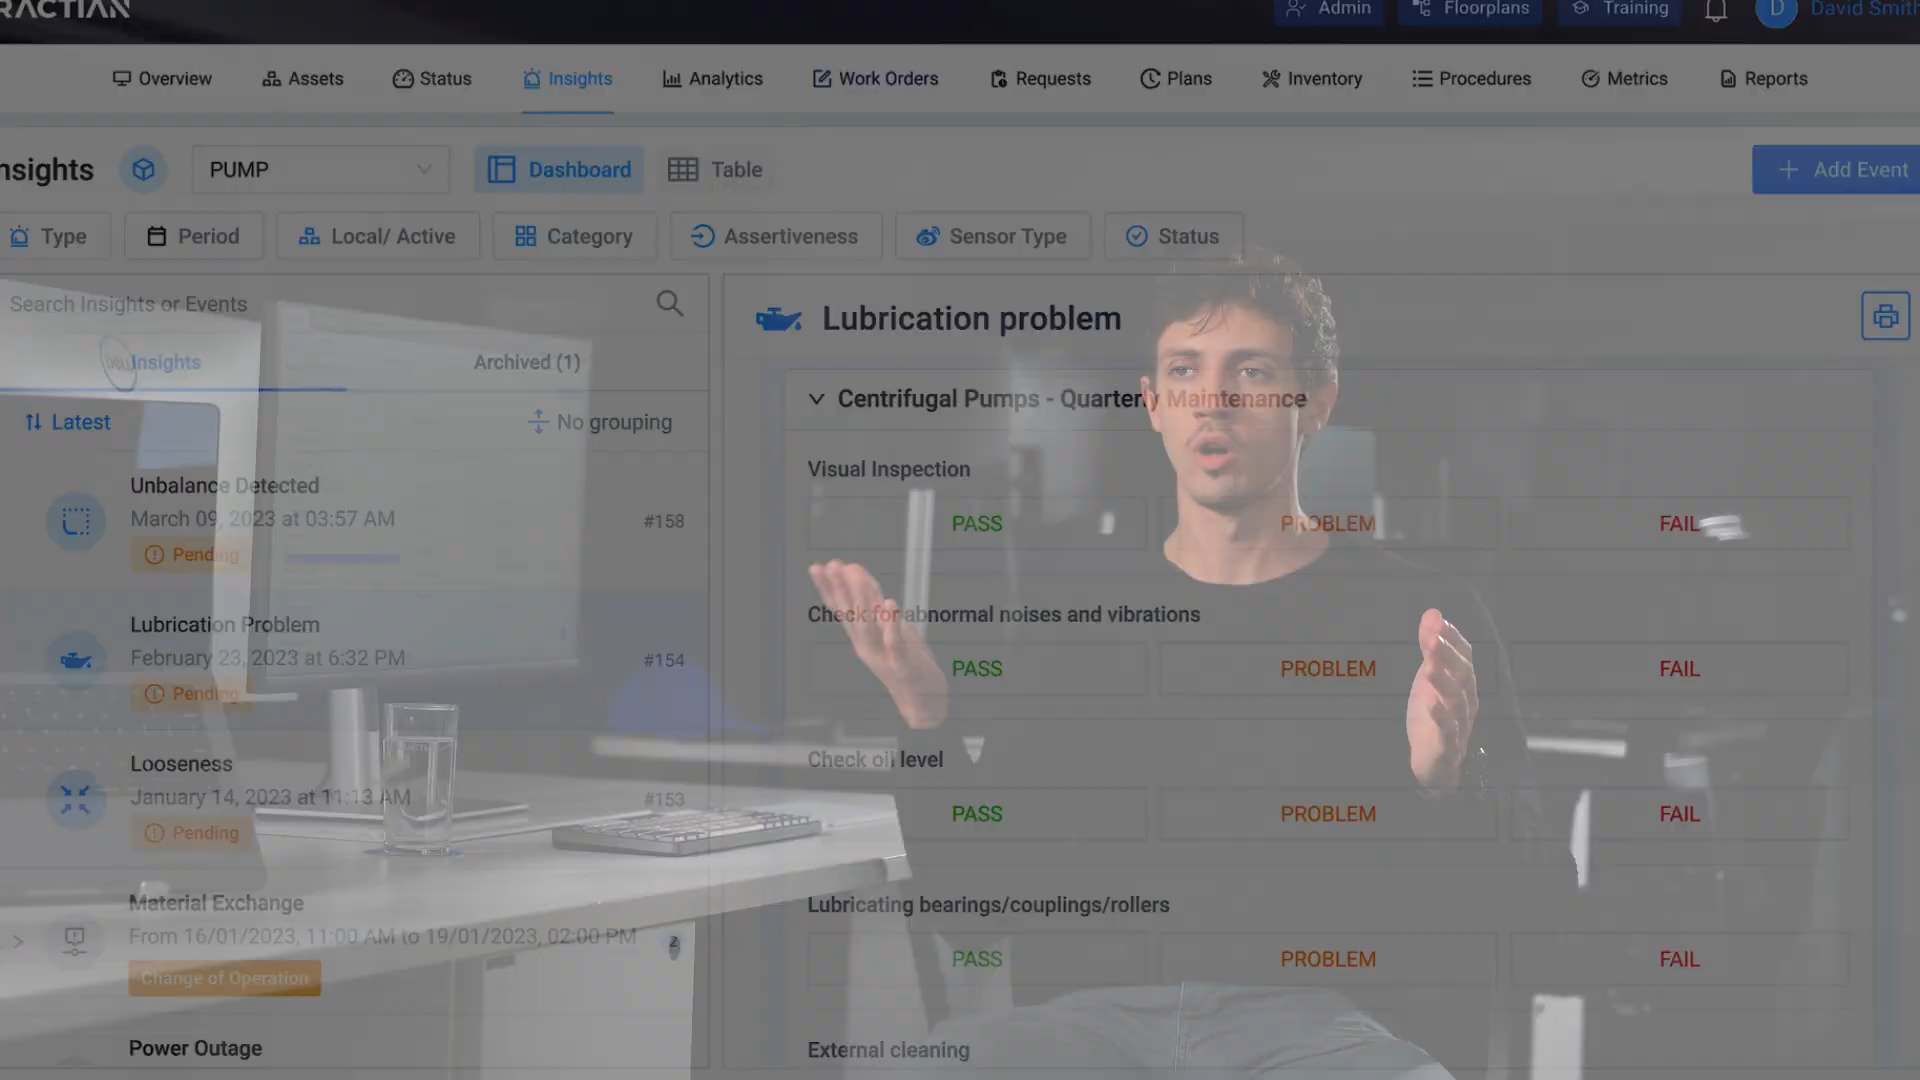 RACTIAN
Admin
Floorplans
Training
D
David Smith
Overview
Assets
Status
Insights
Analytics
Work Orders
Requests
Plans
Inventory
Procedures
Metrics
Reports
nsights
PUMP
Dashboard
Table
+ Add Event
Type
Period
Local/ Active
Category
Assertiveness
Sensor Type
Status
Search Insights or Events
Insights
Archived (1)
Latest
No grouping
Unbalance Detected
March 09, 2023 at 03:57 AM
Pending
#158
Lubrication Problem
February 23, 2023 at 6:32 PM
Pending
#154
Looseness
January 14, 2023 at 11:13 AM
Pending
#153
Material Exchange
From 16/01/2023, 11:00 AM to 19/01/2023, 02:00 PM
2
Change of Operation
Power Outage
Lubrication problem
Centrifugal Pumps - Quarterly Maintenance
Visual Inspection
PASS PROBLEM FAIL
Check for abnormal noises and vibrations
PASS PROBLEM FAIL
Check oil level
PASS PROBLEM FAIL
Lubricating bearings/couplings/rollers
PASS PROBLEM FAIL
External cleaning